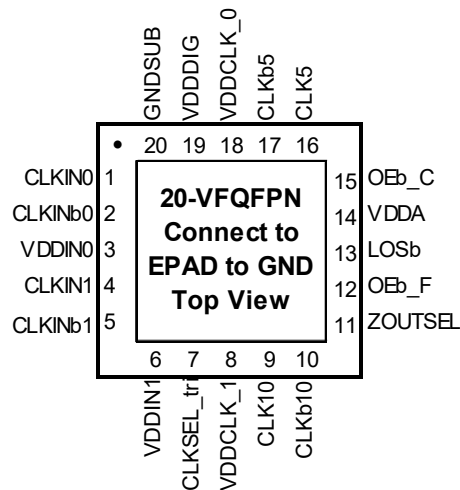 GNDSUB
VDDDIG
VDDCLK_0
CLKb5
CLK5
20 19 18 17 16
CLKIN0 1
CLKINb0 2
VDDIN0 3
CLKIN1 4
CLKINb1 5
20-VFQFPN
Connect to
EPAD to GND
Top View
15 OEb_C
14 VDDA
13 LOSb
12 OEb_F
11 ZOUTSEL
6 7 8 9 10
VDDIN1
CLKSEL_tri
VDDCLK_1
CLK10
CLKb10